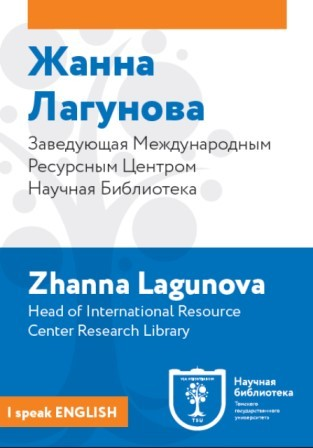 Жанна
Лагунова
Заведующая Международным
Ресурсным Центром
Научная Библиотека
Zhanna Lagunova
Head of International Resource
Center Research Library
I speak ENGLISH
TSU
Научная
библиотека
Томского
государственного
университета